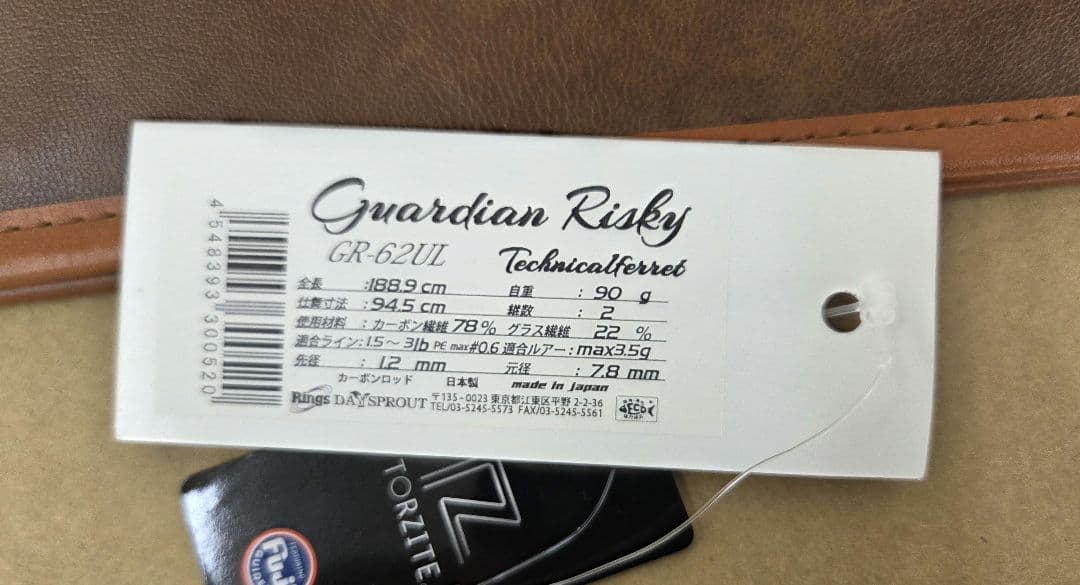 Guardian Risky
GR-62UL Technicalferret
全長 :188.9 cm 自重 : 90 g
仕舞寸法 : 94.5 cm 継数 : 2
使用材料 : カーボン繊維 78% グラス繊維 22 %
適合ライン:1.5〜3lb PE max#0.6 適合ルアー:max3.5g
先径 : 1.2 mm 元径 : 7.8 mm
カーボンロッド 日本製 made in japan
Rings DAYSPROUT 〒135-0023 東京都江東区平野 2-2-36
TEL/03-5245-5573 FAX/03-5245-5561
4 548393 300620
TORZITE
Fuji